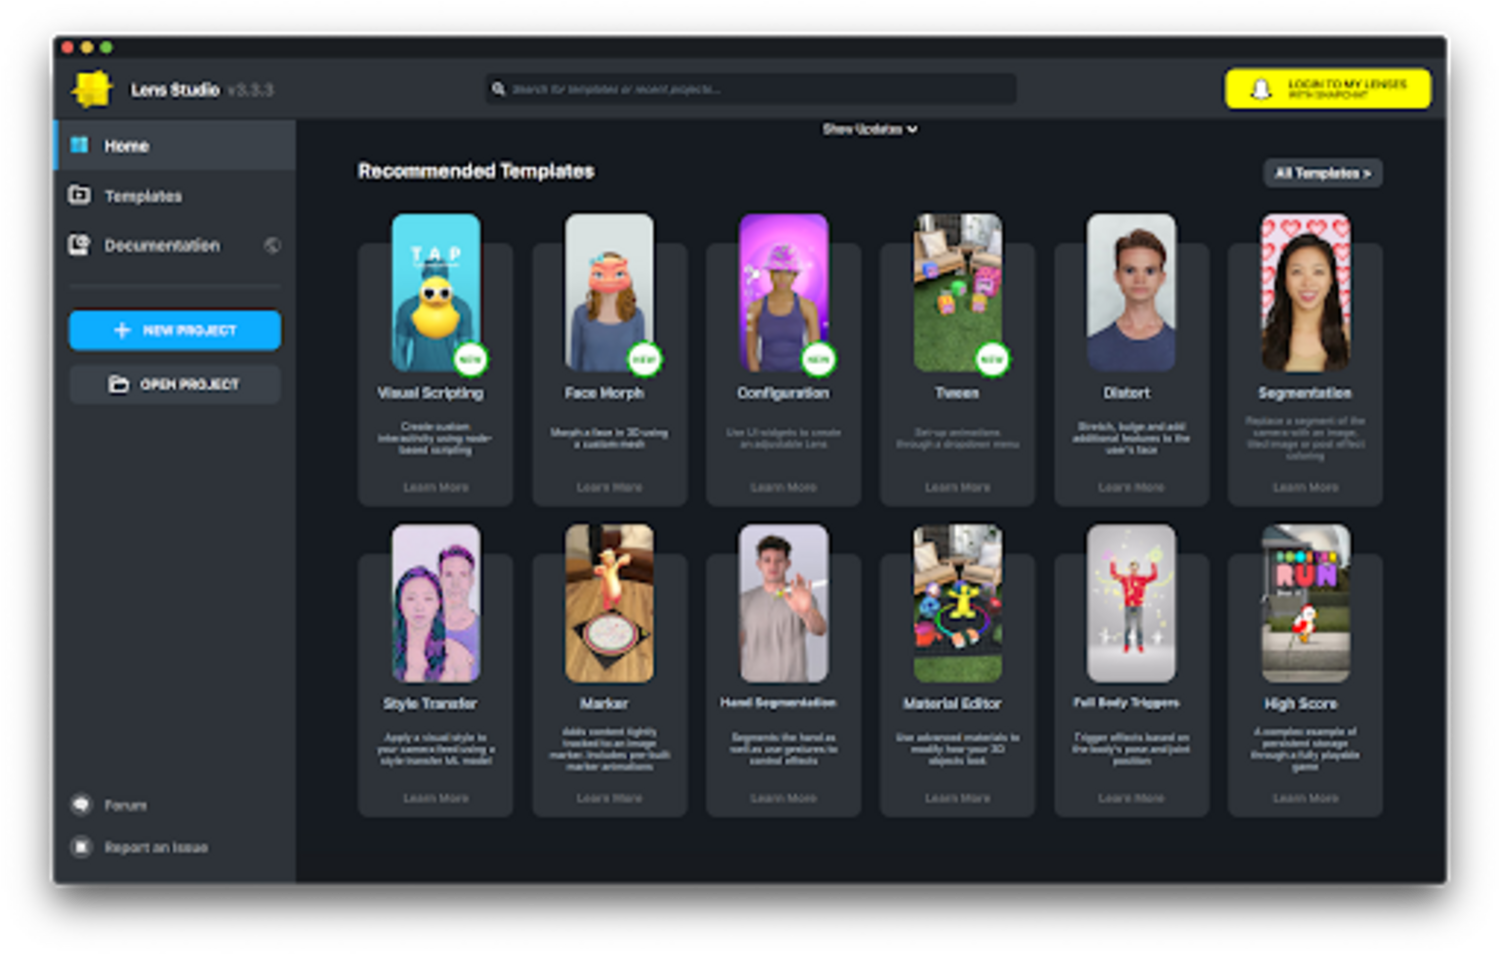 Lens Studio v3.3.3
Search for templates or recent projects...
LOGIN TO MY LENSES
WITH SNAPCHAT
Home
Templates
Documentation
NEW PROJECT
OPEN PROJECT
Forum
Report an Issue
Show Updates
Recommended Templates
All Templates >
TAP
NEW
NEW
NEW
NEW
Visual Scripting
Face Morph
Configuration
Tween
Distort
Segmentation
Create custom
interactivity using node-
based scripting
Morph a face in 3D using
a custom mesh
Use UI widgets to create
an adjustable Lens
Set-up animations
through a dropdown menu
Stretch, bulge and add
additional features to the
user's face
Replace a segment of the
camera with an image,
tiled image or post effect
coloring
Learn More
Learn More
Learn More
Learn More
Learn More
Learn More
RUN
Style Transfer
Marker
Hand Segmentation
Material Editor
Full Body Triggers
High Score
Apply a visual style to
your camera feed using a
style transfer ML model
Adds content tightly
tracked to an image
marker. Includes pre-built
marker animations
Segments the hand as
well as use gestures to
control effects
Use advanced materials to
modify how your 3D
objects look
Trigger effects based on
the body's pose and joint
position
A complex example of
persistent storage
through a fully playable
game
Learn More
Learn More
Learn More
Learn More
Learn More
Learn More